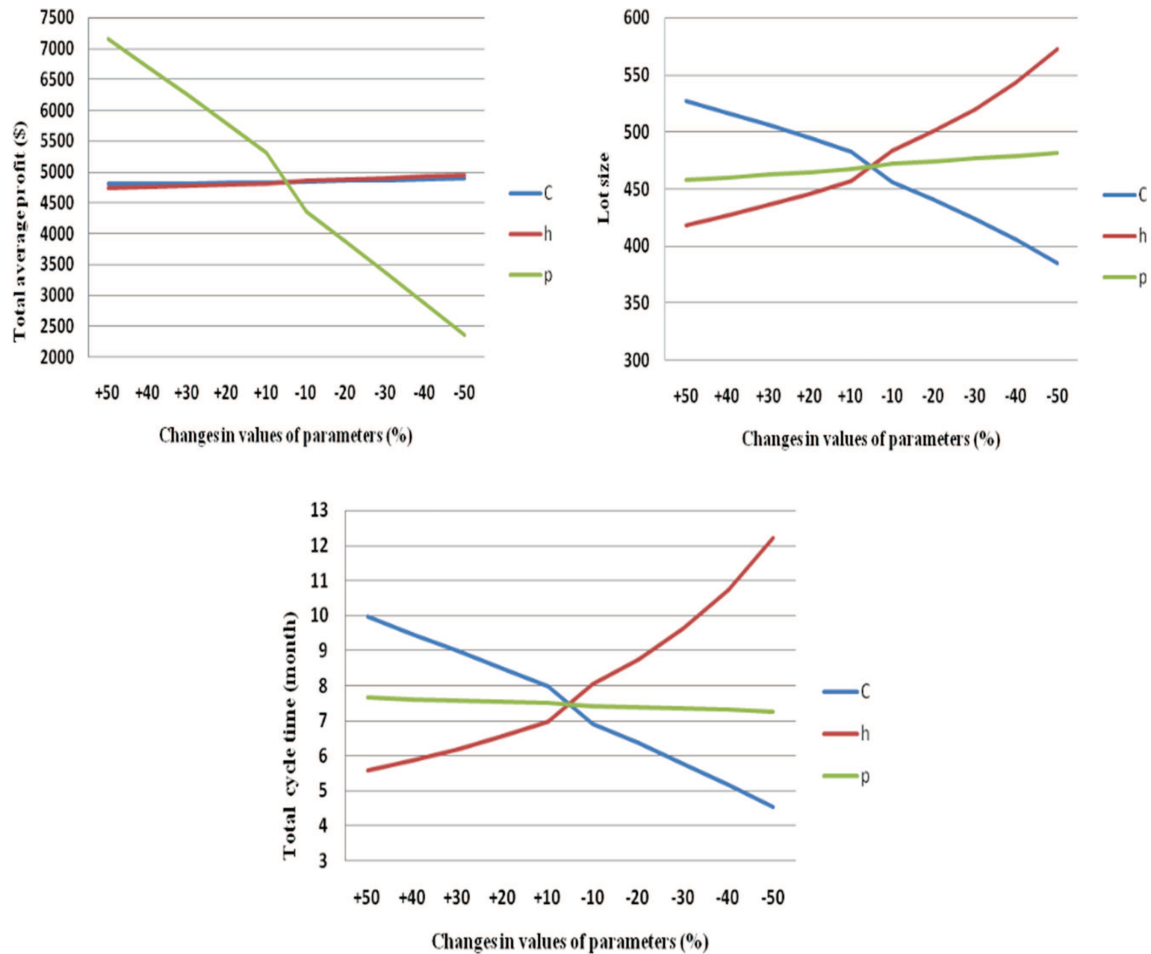 7500
7000
6500
6000
5500
5000
4500
4000
3500
3000
2500
2000
Total average profit ($)
+50 +40 +30 +20 +10 -10 -20 -30 -40 -50
Changes in values of parameters (%)
C
h
p
600
550
500
450
400
350
300
Lot size
+50 +40 +30 +20 +10 -10 -20 -30 -40 -50
Changes in values of parameters (%)
C
h
p
13
12
11
10
9
8
7
6
5
4
3
Total cycle time (month)
+50 +40 +30 +20 +10 -10 -20 -30 -40 -50
Changes in values of parameters (%)
C
h
p